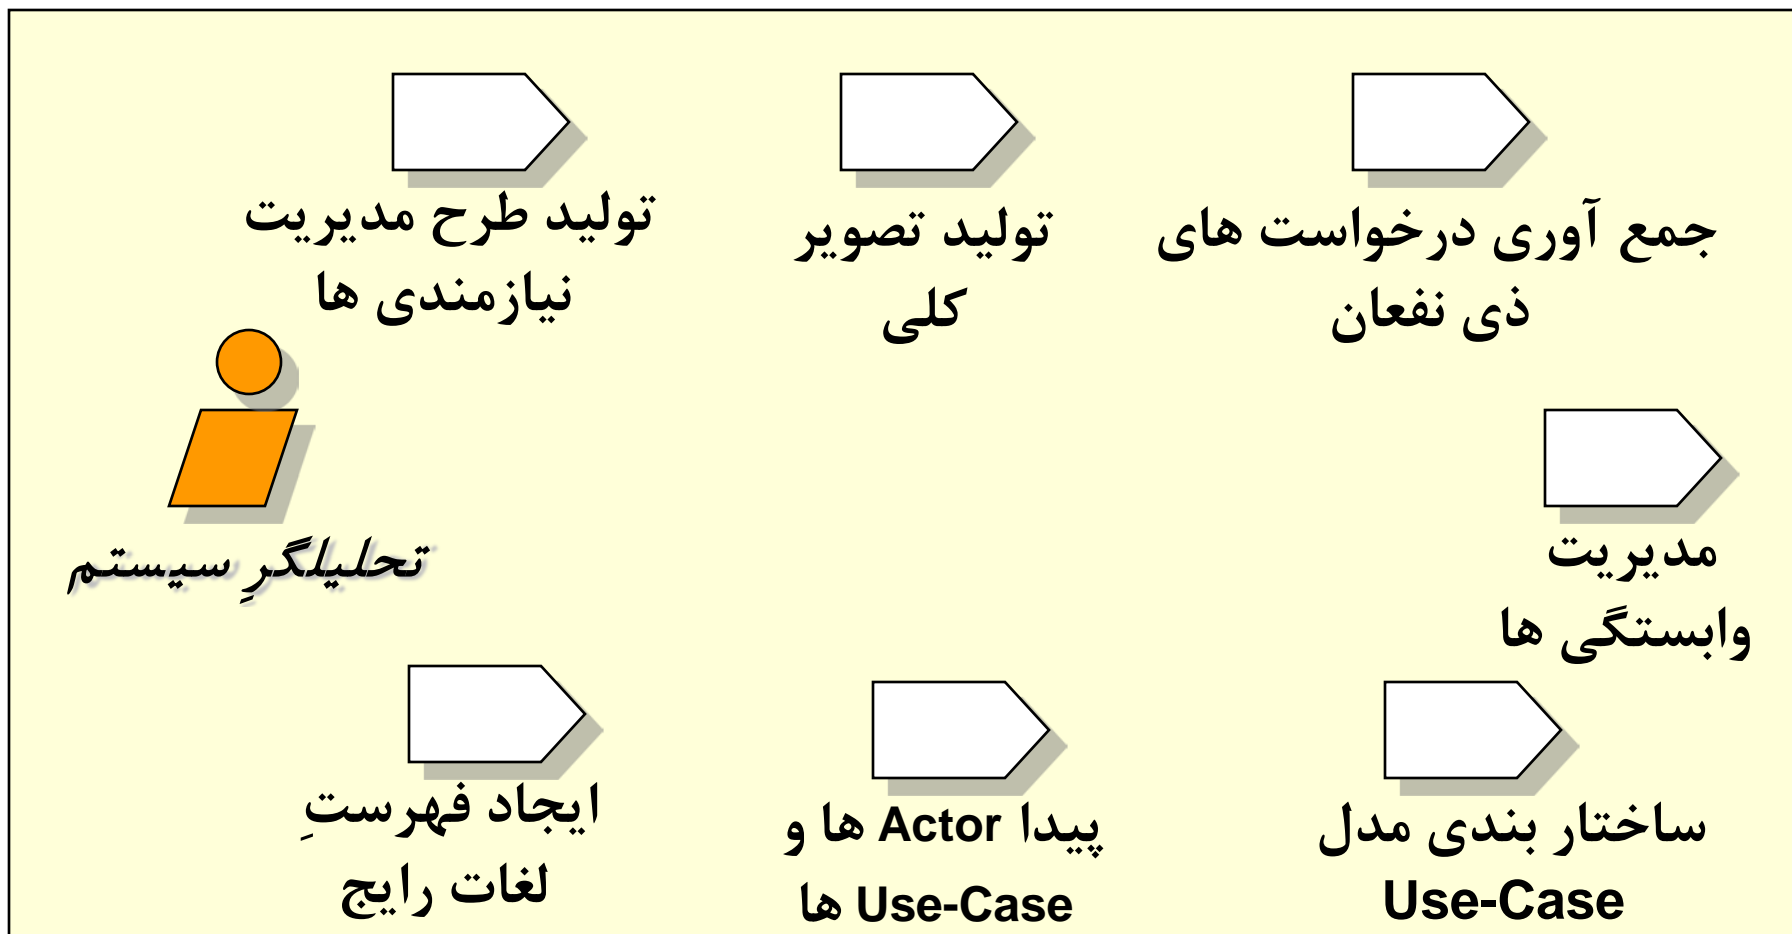 جمع آوری درخواست های
ذی نفعان
تولید تصویر
کلی
تولید طرح مدیریت
نیازمندی ها
مدیریت
وابستگی ها
تحلیلگرِ سیستم
ساختار بندی مدل
Use-Case
پیدا Actor ها و
Use-Case ها
ایجاد فهرستِ
لغات رایج